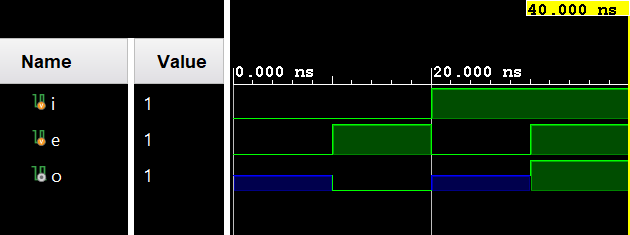 40.000 ns
Name Value
0.000 ns 20.000 ns
i 1
e 1
o 1